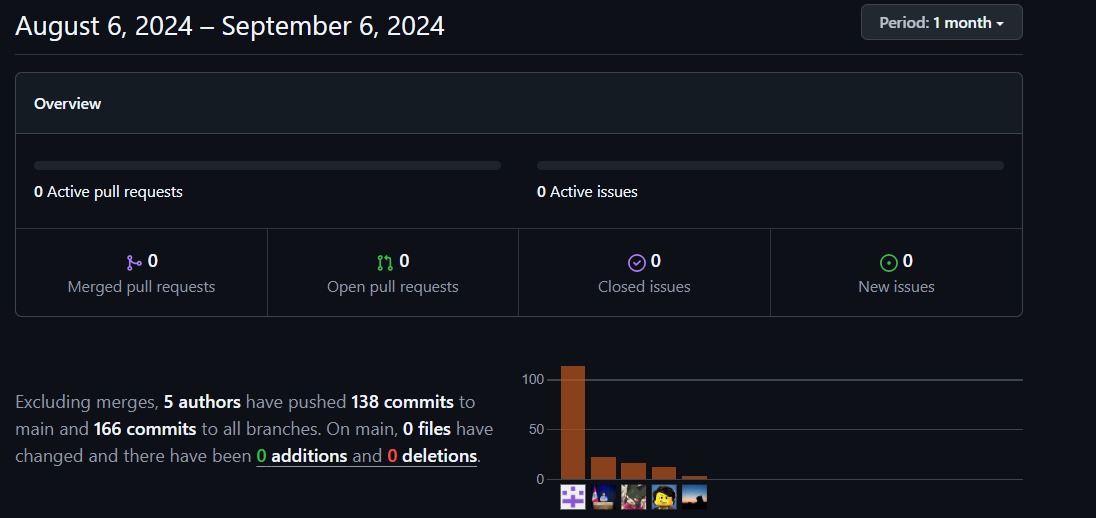 August 6, 2024 – September 6, 2024
Period: 1 month
Overview
0 Active pull requests
0 Active issues
0
Merged pull requests
0
Open pull requests
0
Closed issues
0
New issues
Excluding merges, 5 authors have pushed 138 commits to
main and 166 commits to all branches. On main, 0 files have
changed and there have been 0 additions and 0 deletions.
100
50
0